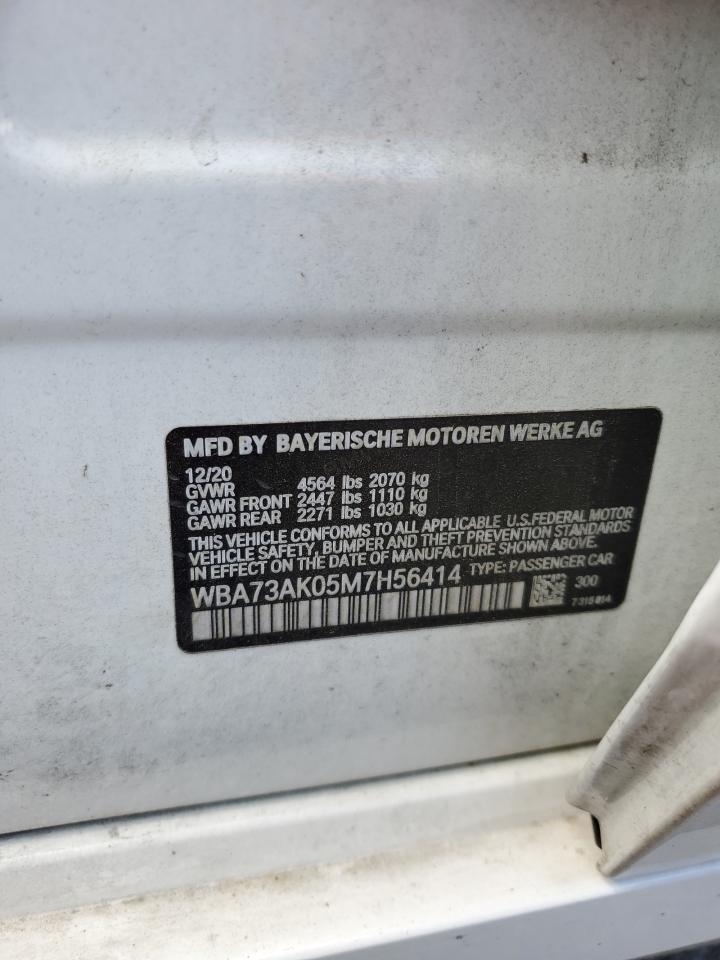 MFD BY BAYERISCHE MOTOREN WERKE AG
12/20
GVWR 4564 lbs 2070 kg
GAWR FRONT 2447 lbs 1110 kg
GAWR REAR 2271 lbs 1030 kg
THIS VEHICLE CONFORMS TO ALL APPLICABLE U.S.FEDERAL MOTOR
VEHICLE SAFETY, BUMPER AND THEFT PREVENTION STANDARDS
IN EFFECT ON THE DATE OF MANUFACTURE SHOWN ABOVE.
WBA73AK05M7H56414 TYPE: PASSENGER CAR
300
7315014